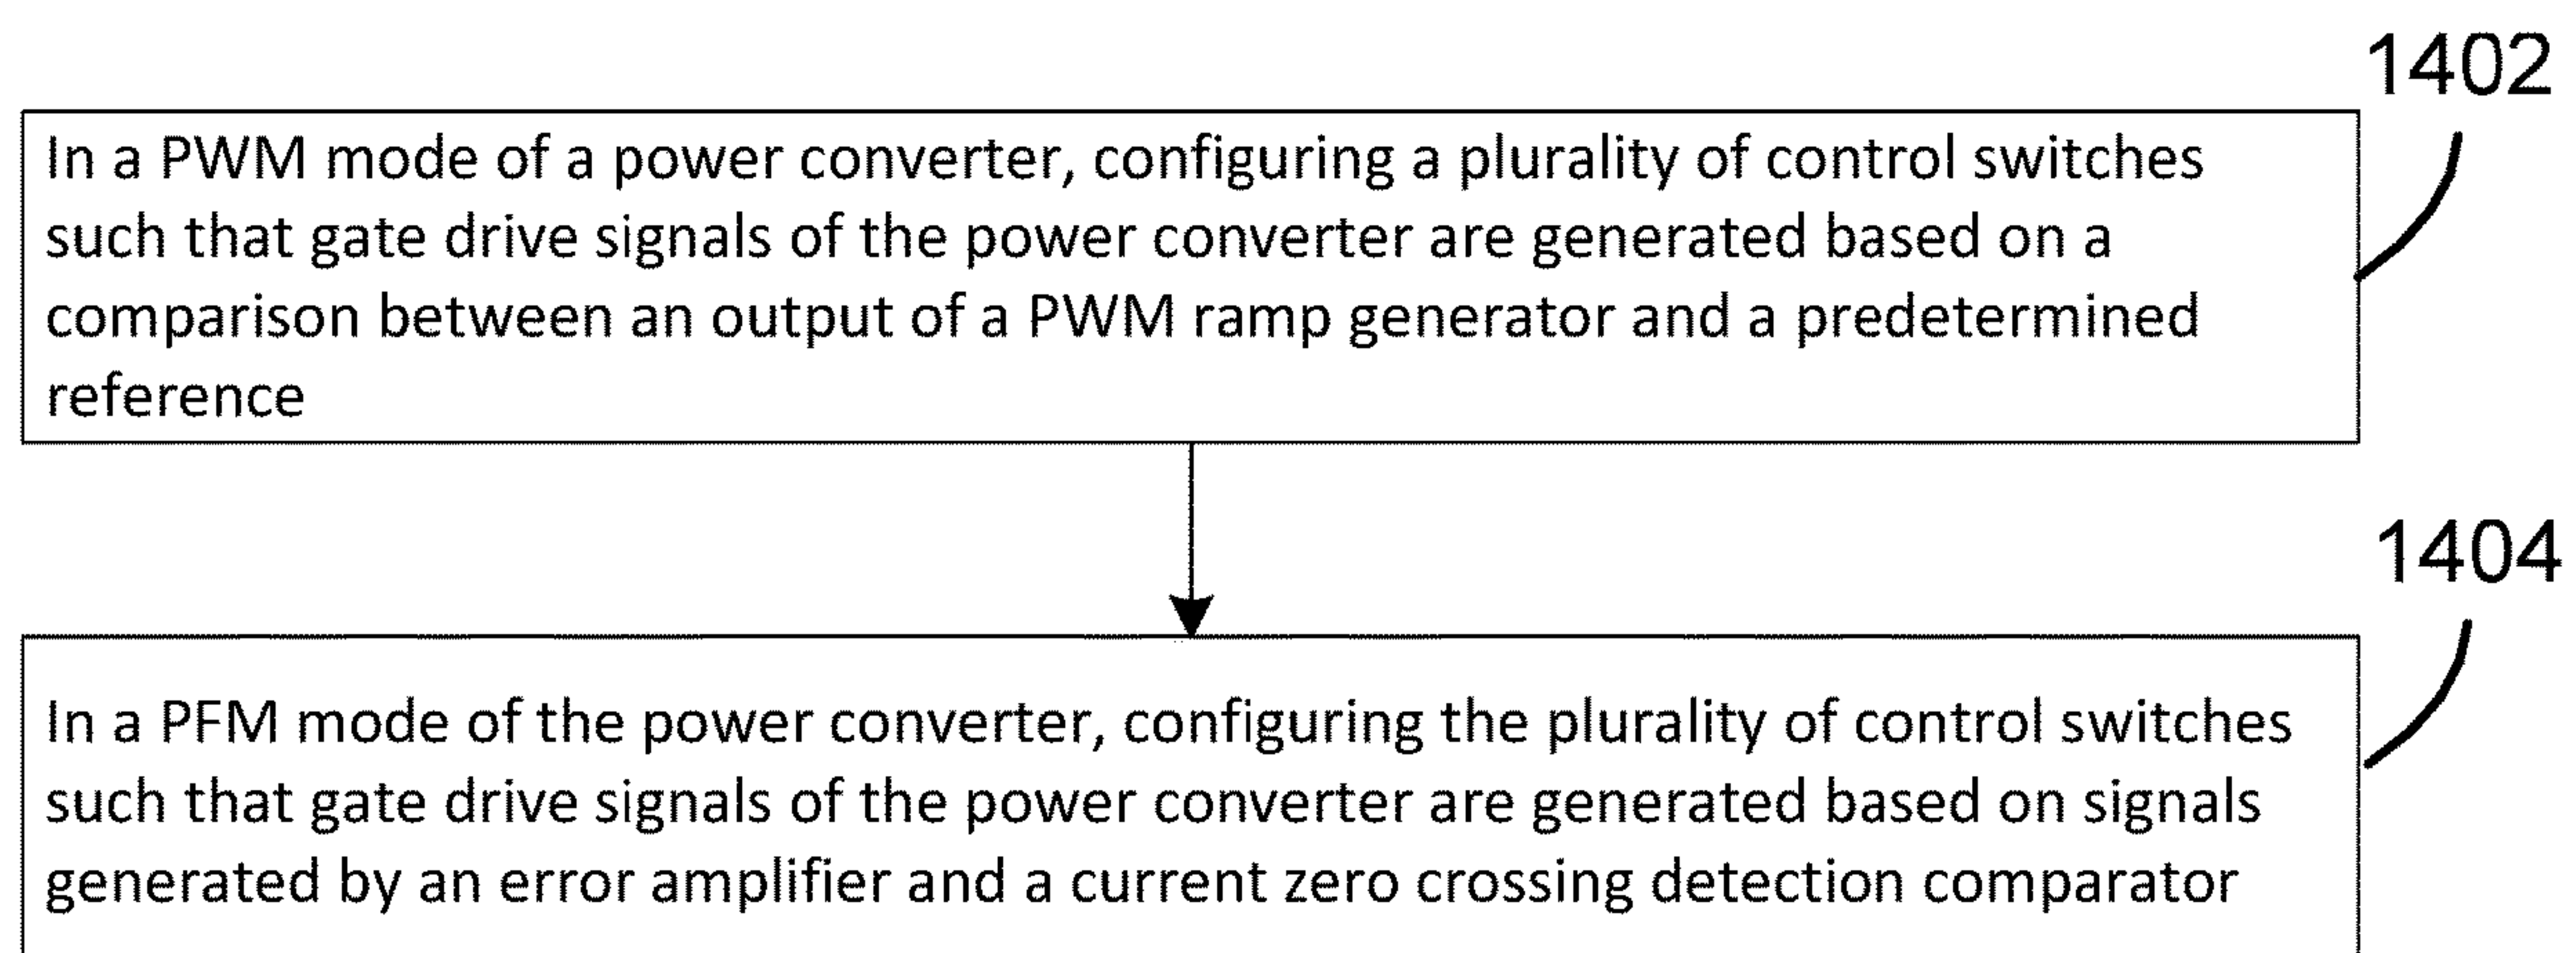 1402
In a PWM mode of a power converter, configuring a plurality of control switches
such that gate drive signals of the power converter are generated based on a
comparison between an output of a PWM ramp generator and a predetermined
reference
1404
In a PFM mode of the power converter, configuring the plurality of control switches
such that gate drive signals of the power converter are generated based on signals
generated by an error amplifier and a current zero crossing detection comparator